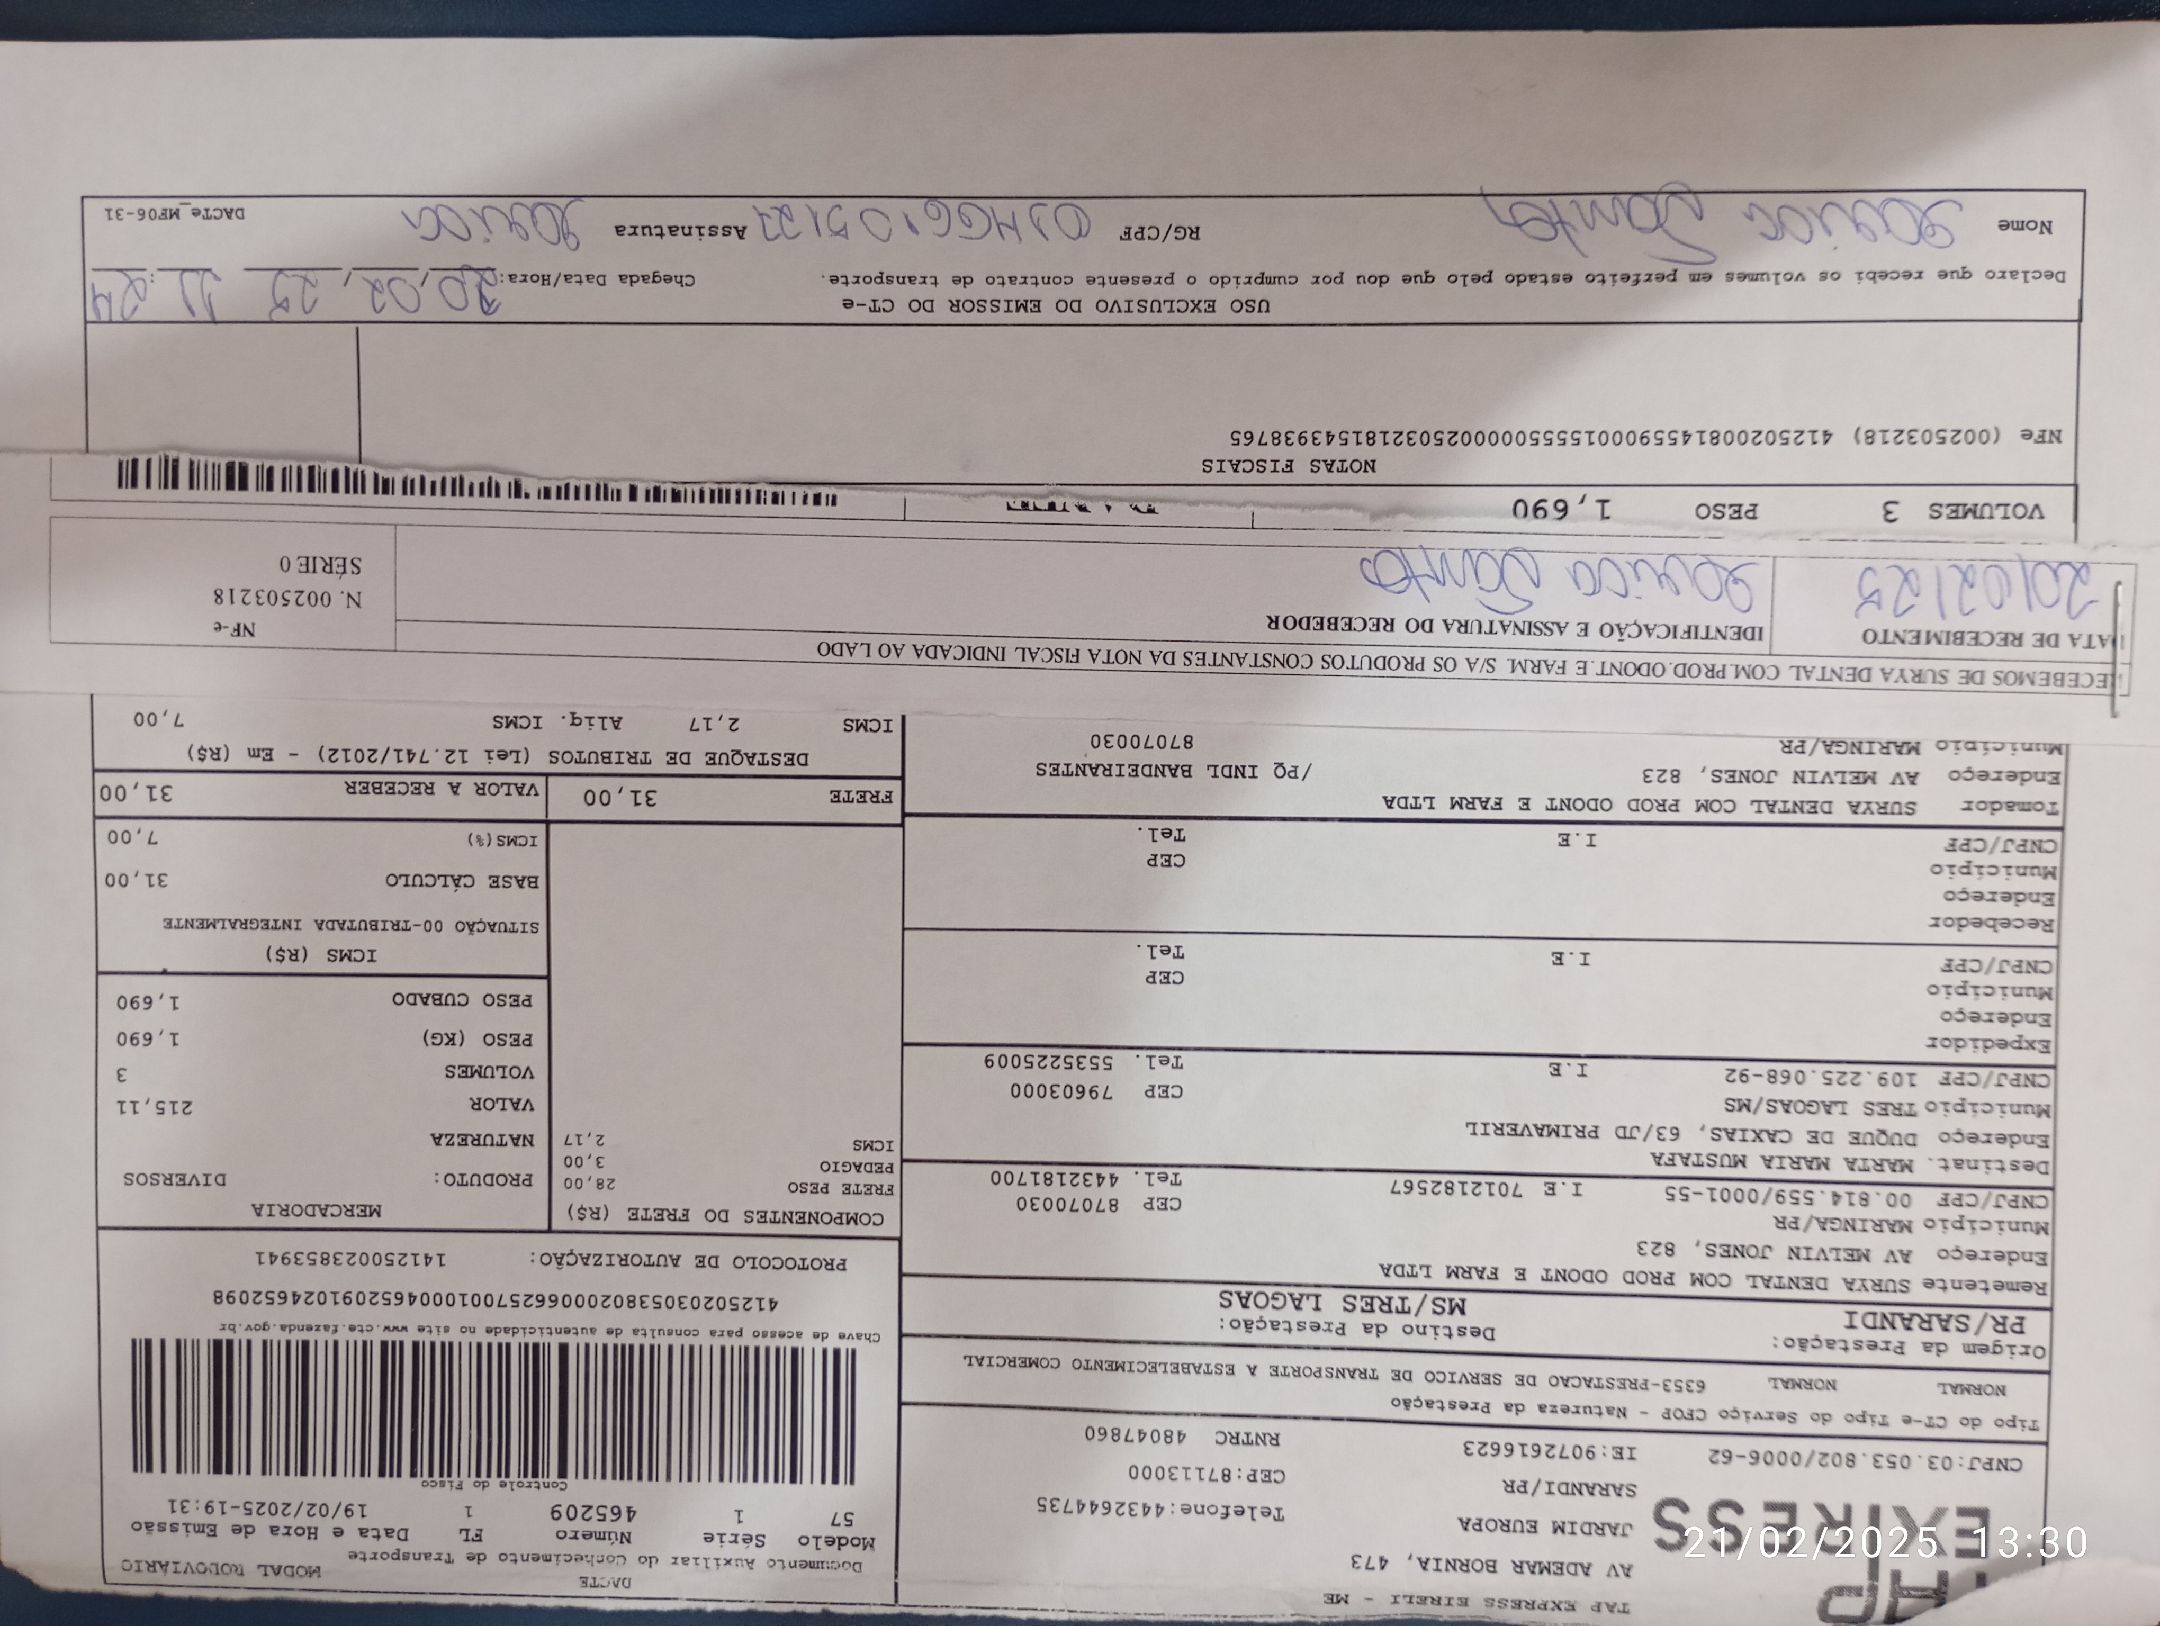 TAP EXPRESS EIRELI - ME
AV ADEMAR BORNIA, 473
JARDIM EUROPA
SARANDI/PR
Telefone:4432644735
CEP:87113000
CNPJ:03.053.802/0006-62 IE:9072616623 RNTRC 48047860
DACTE
Documento Auxiliar do Conhecimento de Transporte
MODAL RODOVIÁRIO
Modelo Série Número FL Data e Hora de Emissão
57 1 465209 1 19/02/2025-19:31
Controle do Fisco
Chave de acesso para consulta de autenticidade no site www.cte.fazenda.gov.br
41250203053802000662570010004652091024652098
PROTOCOLO DE AUTORIZAÇÃO: 141250023853941
Tipo do CT-e Tipo do Serviço CFOP - Natureza da Prestação
NORMAL NORMAL 6353-PRESTACAO DE SERVICO DE TRANSPORTE A ESTABELECIMENTO COMERCIAL
Origem da Prestação: Destino da Prestação:
PR/SARANDI MS/TRES LAGOAS
Remetente SURYA DENTAL COM PROD ODONT E FARM LTDA
Endereço AV MELVIN JONES, 823
Município MARINGA/PR CEP 87070030
CNPJ/CPF 00.814.559/0001-55 I.E 7012182567 Tel. 4432181700
Destinat. MARTA MARIA MUSTAFA
Endereço DUQUE DE CAXIAS, 63/JD PRIMAVERIL
Município TRES LAGOAS/MS CEP 79603000
CNPJ/CPF 109.225.068-92 I.E Tel. 5535225009
Expedidor
Endereço
Município CEP
CNPJ/CPF I.E Tel.
Recebedor
Endereço
Município CEP
CNPJ/CPF I.E Tel.
Tomador SURYA DENTAL COM PROD ODONT E FARM LTDA
Endereço AV MELVIN JONES, 823 /PQ INDL BANDEIRANTES
Município MARINGA/PR 87070030
COMPONENTES DO FRETE (R$)
FRETE PESO 28,00
PEDAGIO 3,00
ICMS 2,17
MERCADORIA
PRODUTO: DIVERSOS
NATUREZA
VALOR 215,11
VOLUMES 3
PESO (KG) 1,690
PESO CUBADO 1,690
ICMS (R$)
SITUAÇÃO 00-TRIBUTADA INTEGRALMENTE
BASE CÁLCULO 31,00
ICMS(%) 7,00
FRETE 31,00 VALOR A RECEBER 31,00
DESTAQUE DE TRIBUTOS (Lei 12.741/2012) - Em (R$)
ICMS 2,17 Aliq. ICMS 7,00
RECEBEMOS DE SURYA DENTAL COM.PROD.ODONT.E FARM. S/A OS PRODUTOS CONSTANTES DA NOTA FISCAL INDICADA AO LADO
DATA DE RECEBIMENTO IDENTIFICAÇÃO E ASSINATURA DO RECEBEDOR
20/02/25
NF-e
N. 002503218
SÉRIE 0
VOLUMES 3 PESO 1,690
NOTAS FISCAIS
NFe (002503218) 41250200814559000155550000025032181543938765
USO EXCLUSIVO DO EMISSOR DO CT-e
Declaro que recebi os volumes em perfeito estado pelo que dou por cumprido o presente contrato de transporte. Chegada Data/Hora: 20/02/25 11:24
Nome RG/CPF Assinatura DACTe_MF06-31
21/02/2025 13:30